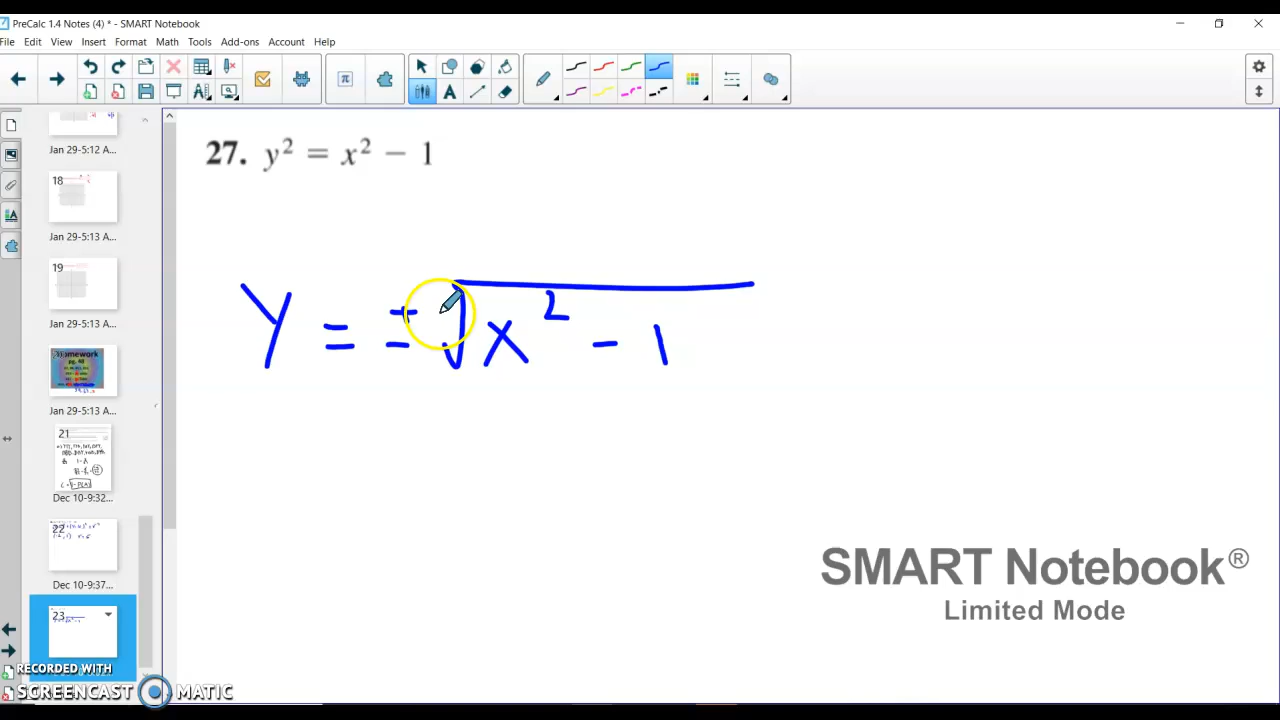 PreCalc 1.4 Notes (4) * - SMART Notebook
File Edit View Insert Format Math Tools Add-ons Account Help
27. y² = x² − 1
Y = ± √x² - 1
Jan 29-5:12 A...
18
Jan 29-5:13 A...
19
Jan 29-5:13 A...
Homework
Jan 29-5:13 A...
21
Dec 10-9:32...
22
Dec 10-9:37...
23
SMART Notebook®
Limited Mode
RECORDED WITH
SCREENCAST MATIC